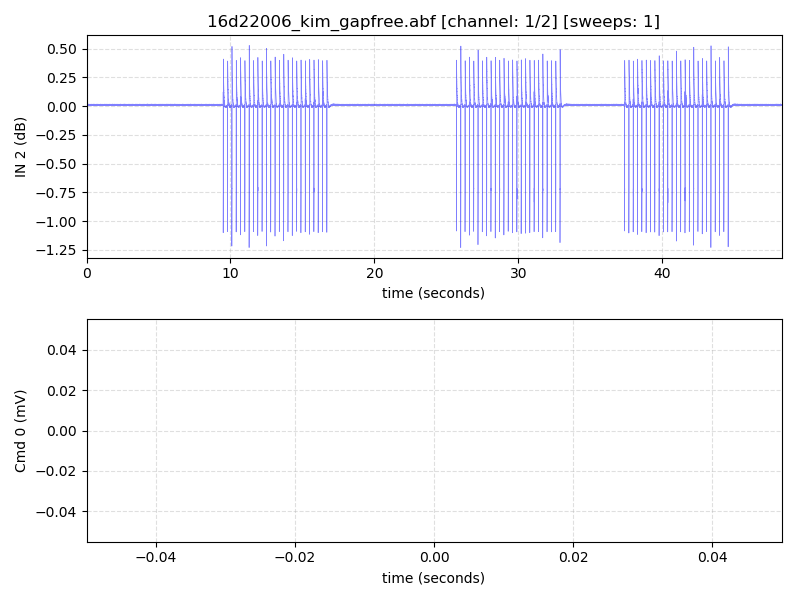 16d22006_kim_gapfree.abf [channel: 1/2] [sweeps: 1]
0.50
0.25
0.00
−0.25
−0.50
−0.75
−1.00
−1.25
IN 2 (dB)
0 10 20 30 40
time (seconds)
0.04
0.02
0.00
−0.02
−0.04
Cmd 0 (mV)
−0.04 −0.02 0.00 0.02 0.04
time (seconds)